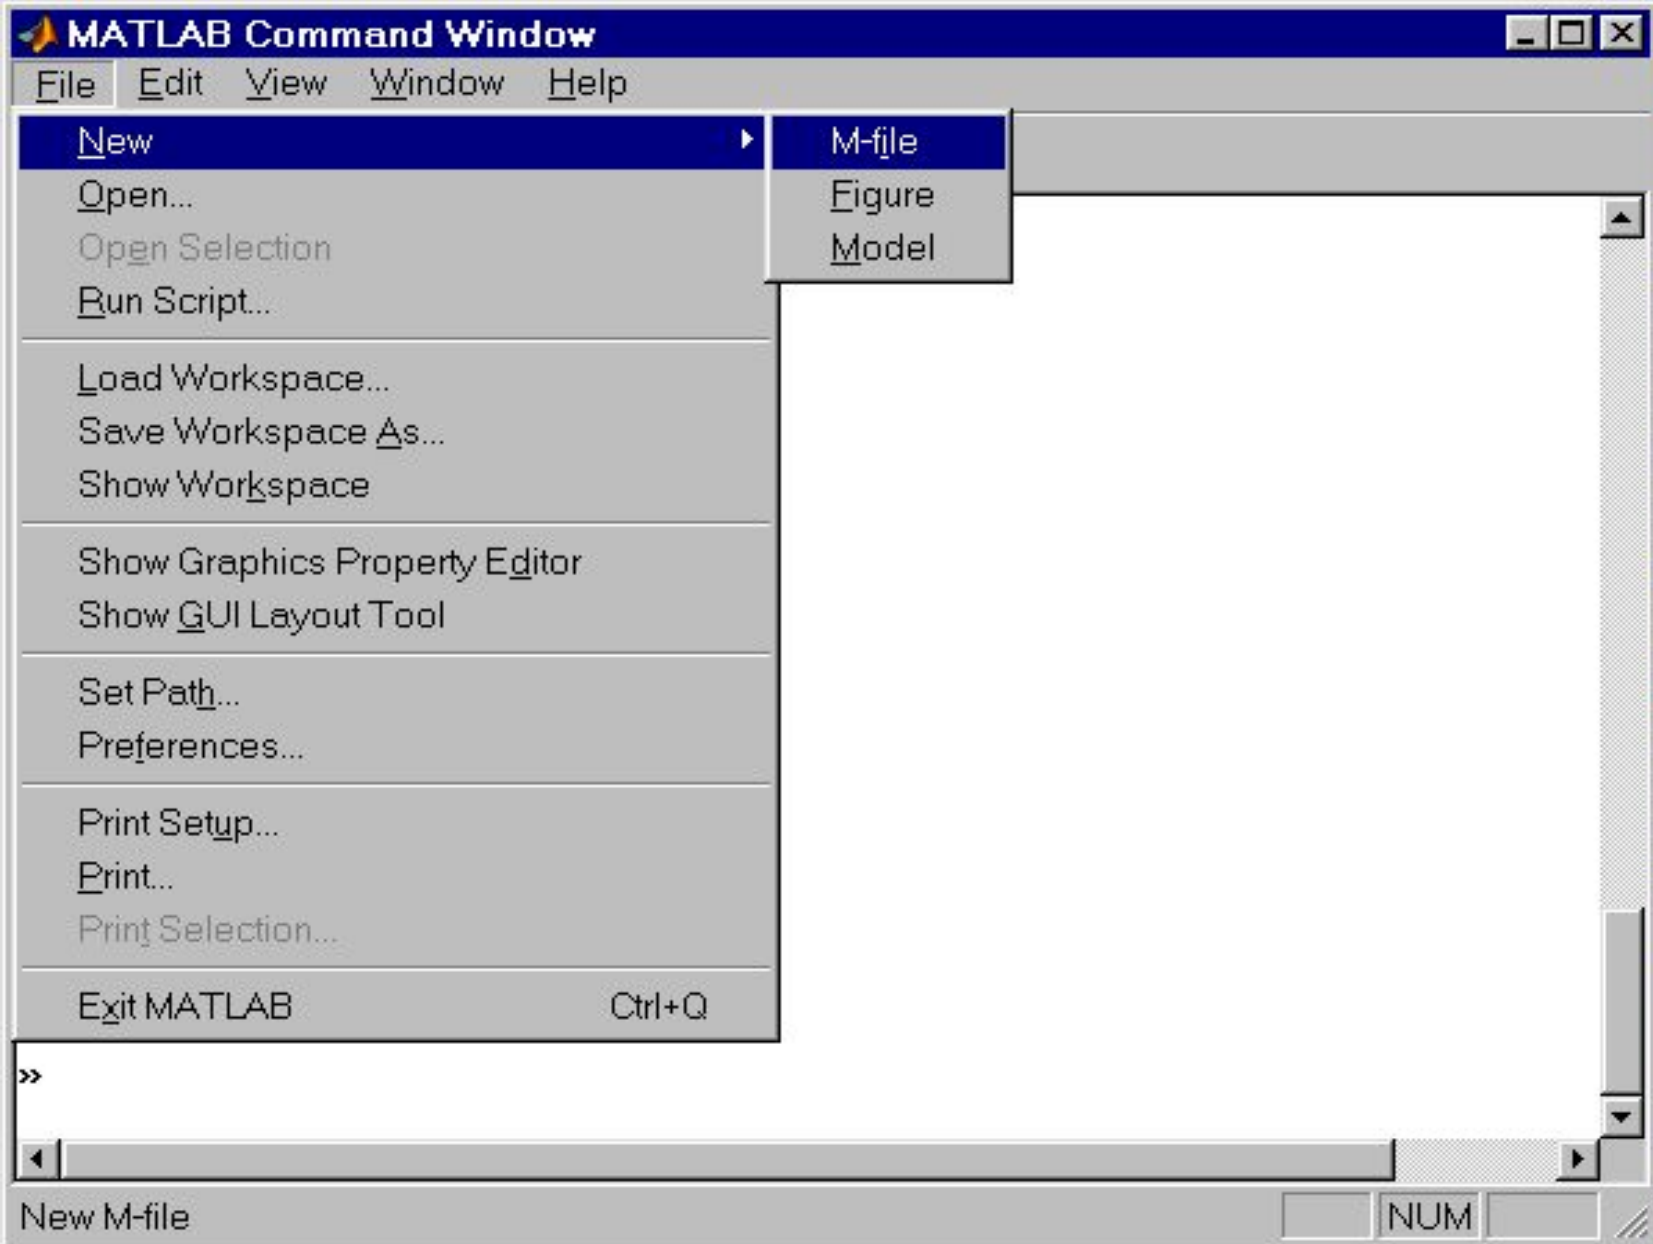 MATLAB Command Window
File Edit View Window Help
New M-file
Open... Figure
Open Selection Model
Run Script...
Load Workspace...
Save Workspace As...
Show Workspace
Show Graphics Property Editor
Show GUI Layout Tool
Set Path...
Preferences...
Print Setup...
Print...
Print Selection...
Exit MATLAB Ctrl+Q
»
New M-file NUM